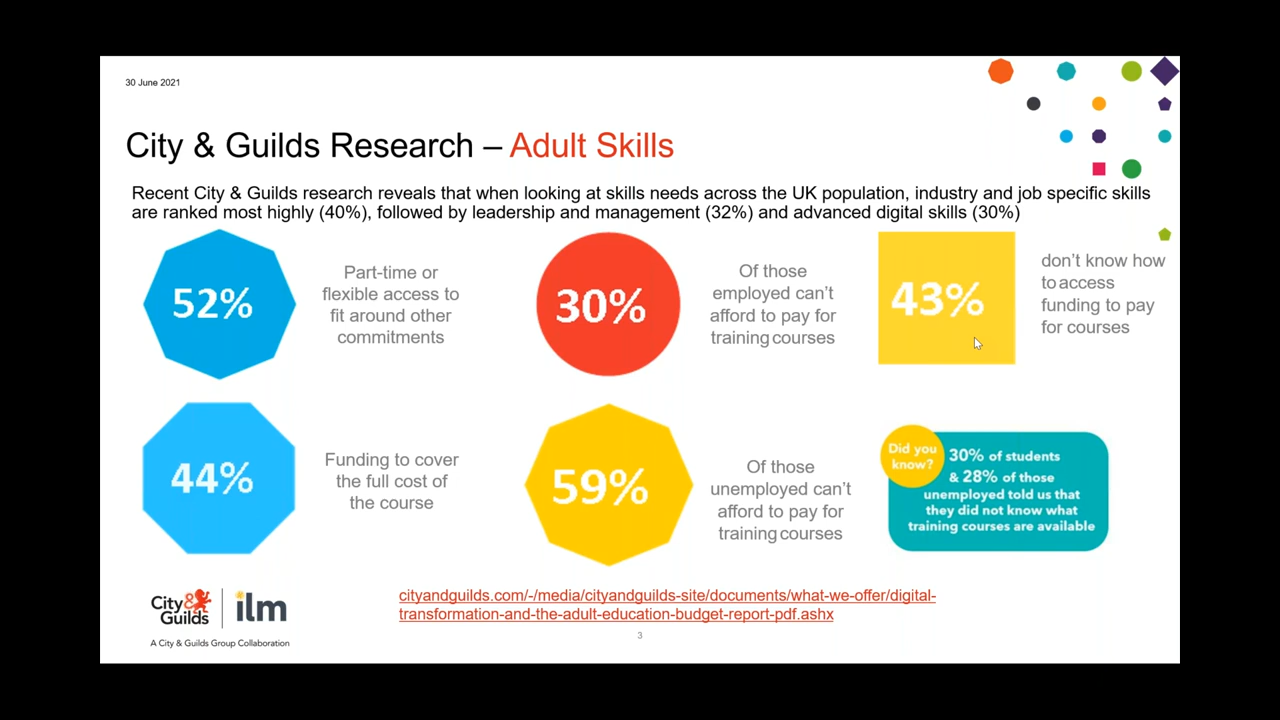 30 June 2021
City & Guilds Research – Adult Skills
Recent City & Guilds research reveals that when looking at skills needs across the UK population, industry and job specific skills
are ranked most highly (40%), followed by leadership and management (32%) and advanced digital skills (30%)
52%
Part-time or
flexible access to
fit around other
commitments
30%
Of those
employed can’t
afford to pay for
training courses
43%
don’t know how
to access
funding to pay
for courses
44%
Funding to cover
the full cost of
the course
59%
Of those
unemployed can’t
afford to pay for
training courses
Did you
know?
30% of students
& 28% of those
unemployed told us that
they did not know what
training courses are available
City&
Guilds
ilm
A City & Guilds Group Collaboration
cityandguilds.com/-/media/cityandguilds-site/documents/what-we-offer/digital-
transformation-and-the-adult-education-budget-report-pdf.ashx
3